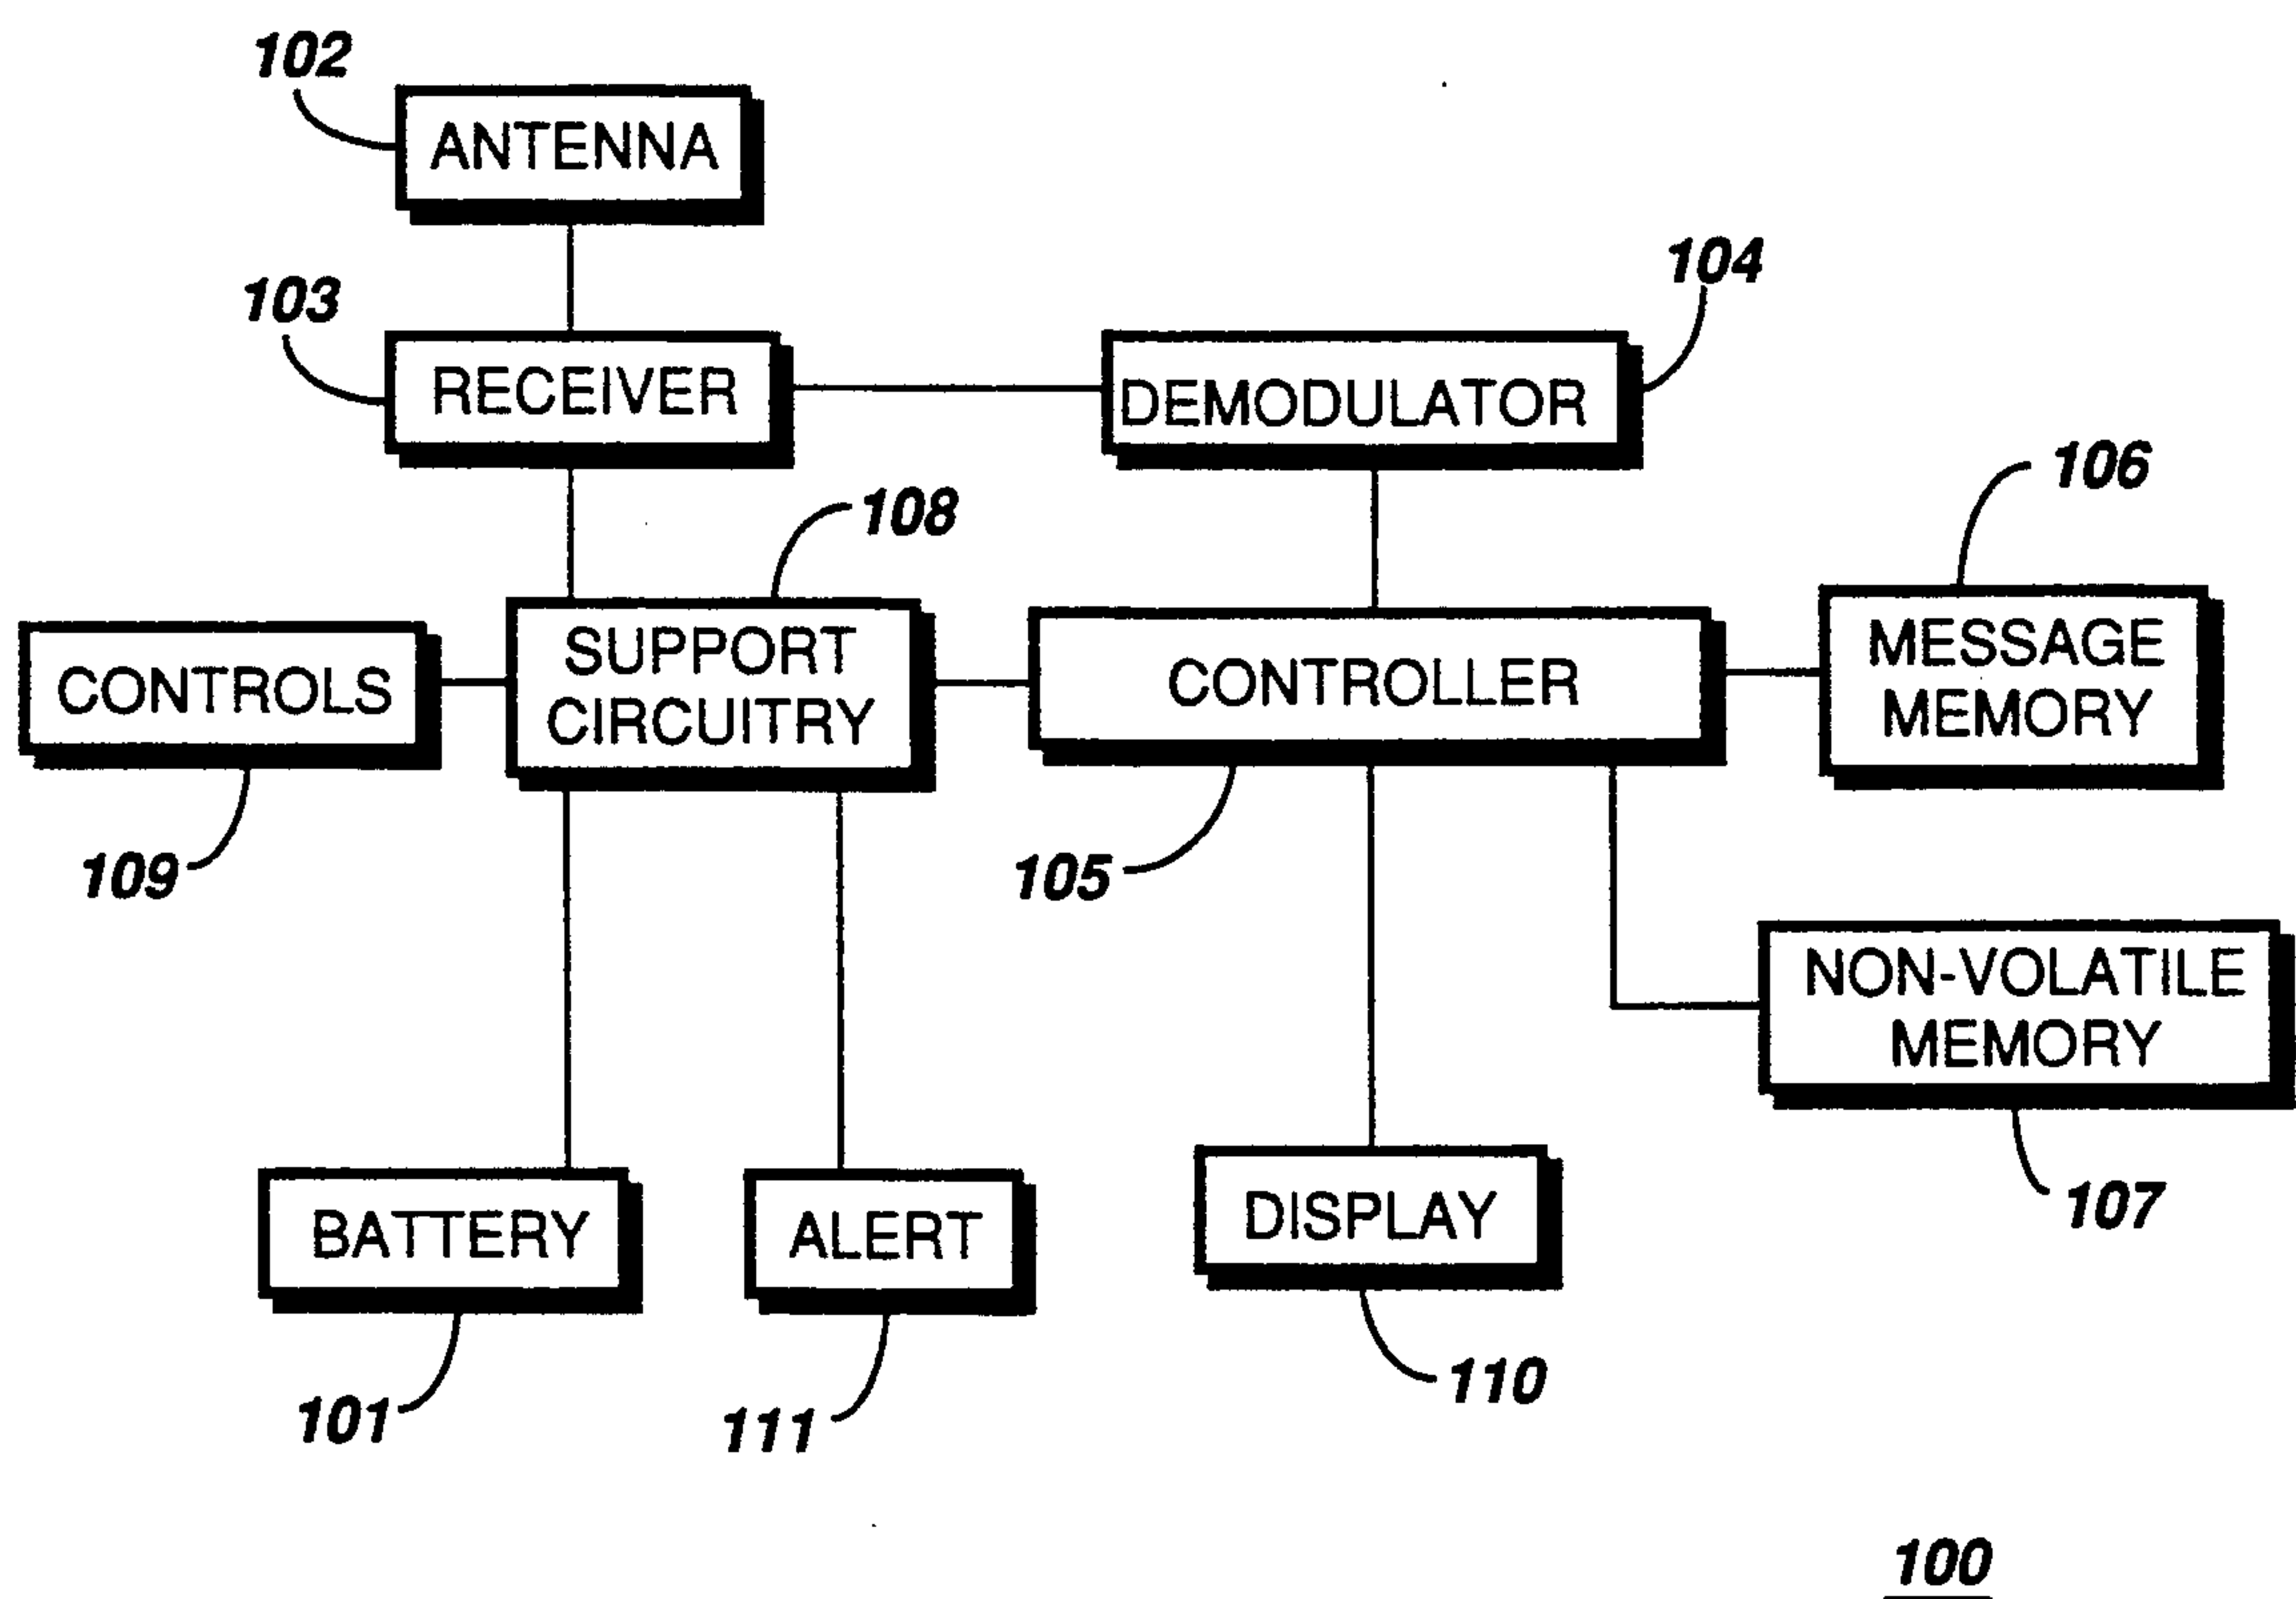 102
ANTENNA
103
RECEIVER
104
DEMODULATOR
108
106
CONTROLS
SUPPORT
CIRCUITRY
CONTROLLER
MESSAGE
MEMORY
109
105
NON-VOLATILE
MEMORY
107
BATTERY
ALERT
DISPLAY
101
111
110
100